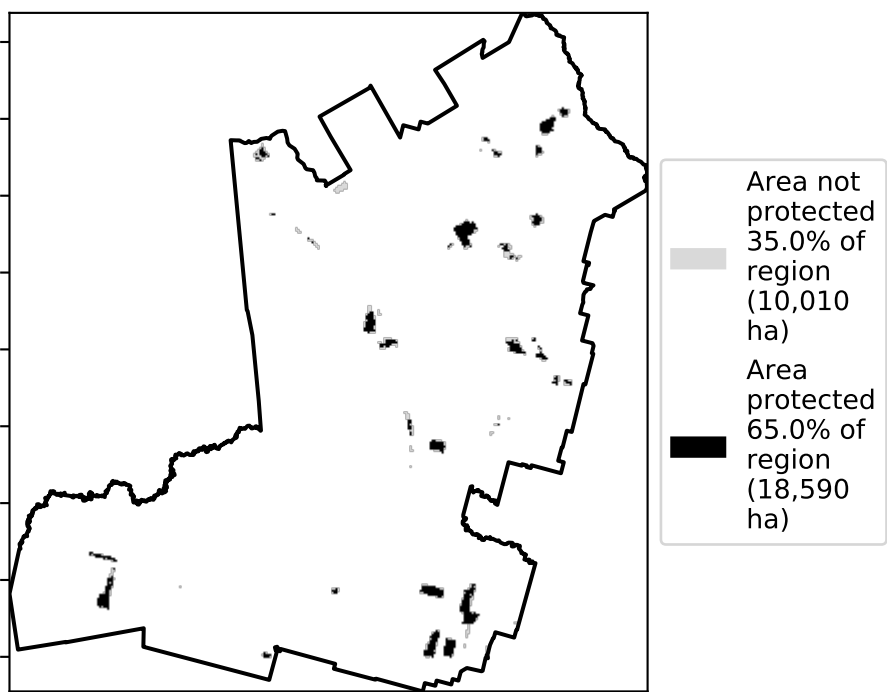 Area not
protected
35.0% of
region
(10,010
ha)
Area
protected
65.0% of
region
(18,590
ha)